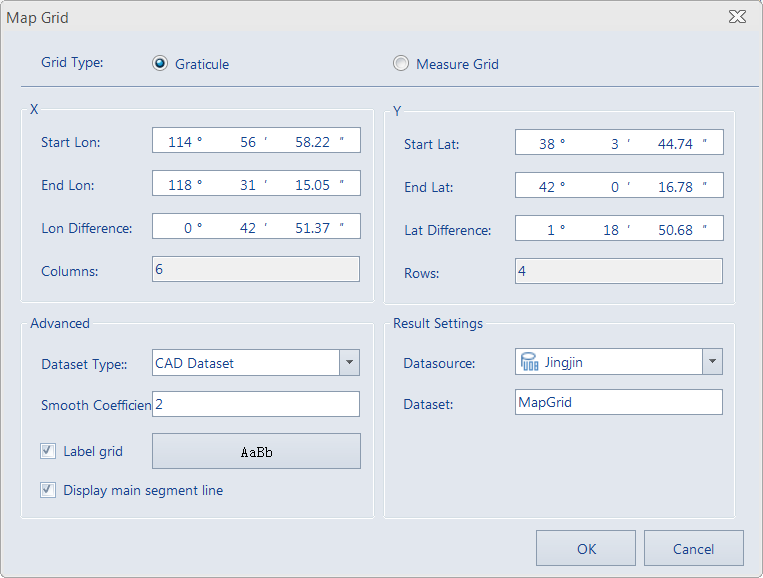 Map Grid
Grid Type: Graticule Measure Grid
X
Start Lon: 114 ° 56 ′ 58.22 ″
End Lon: 118 ° 31 ′ 15.05 ″
Lon Difference: 0 ° 42 ′ 51.37 ″
Columns: 6
Y
Start Lat: 38 ° 3 ′ 44.74 ″
End Lat: 42 ° 0 ′ 16.78 ″
Lat Difference: 1 ° 18 ′ 50.68 ″
Rows: 4
Advanced
Dataset Type:: CAD Dataset
Smooth Coefficien 2
Label grid AaBb
Display main segment line
Result Settings
Datasource: Jingjin
Dataset: MapGrid
OK Cancel